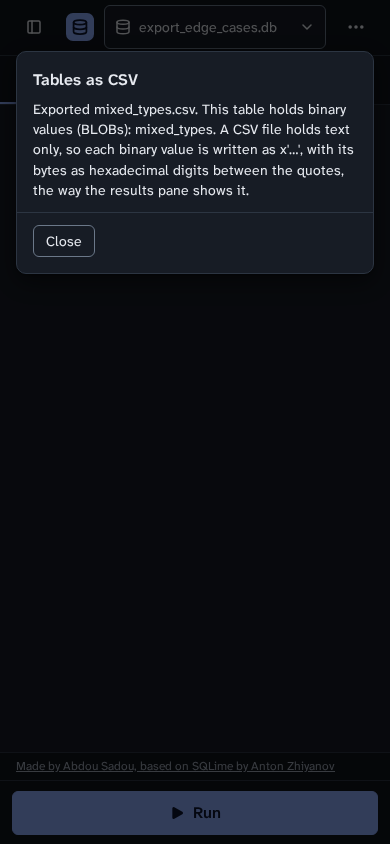 export_edge_cases.db
Tables as CSV
Exported mixed_types.csv. This table holds binary
values (BLOBs): mixed_types. A CSV file holds text
only, so each binary value is written as x'…', with its
bytes as hexadecimal digits between the quotes,
the way the results pane shows it.
Close
Made by Abdou Sadou, based on SQLime by Anton Zhiyanov
Run